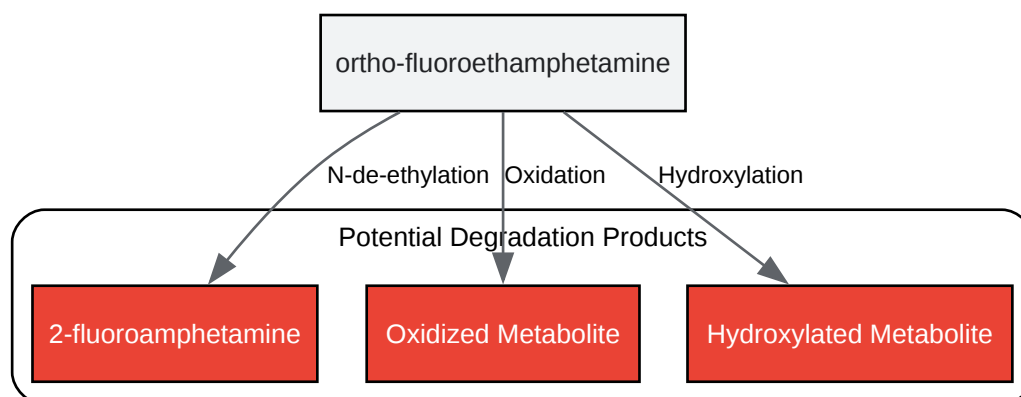 ortho-fluoroethamphetamine
N-de-ethylation
Oxidation
Hydroxylation
Potential Degradation Products
2-fluoroamphetamine
Oxidized Metabolite
Hydroxylated Metabolite